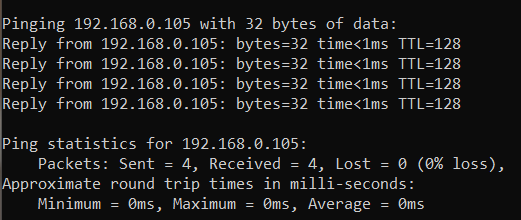 Pinging 192.168.0.105 with 32 bytes of data:
Reply from 192.168.0.105: bytes=32 time<1ms TTL=128
Reply from 192.168.0.105: bytes=32 time<1ms TTL=128
Reply from 192.168.0.105: bytes=32 time<1ms TTL=128
Reply from 192.168.0.105: bytes=32 time<1ms TTL=128
Ping statistics for 192.168.0.105:
    Packets: Sent = 4, Received = 4, Lost = 0 (0% loss),
Approximate round trip times in milli-seconds:
    Minimum = 0ms, Maximum = 0ms, Average = 0ms